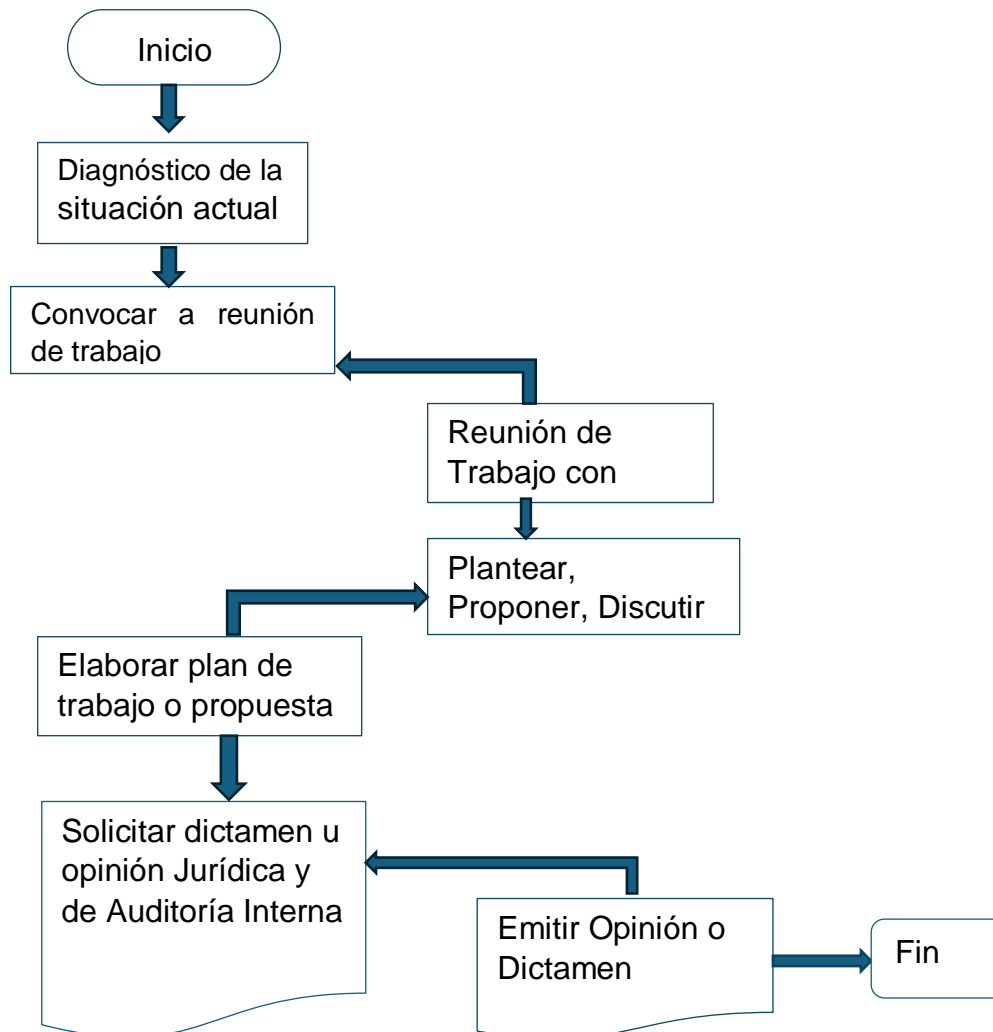 Inicio
Diagnóstico de la
situación actual
Convocar a reunión
de trabajo
Reunión de
Trabajo con
Plantear,
Proponer, Discutir
Elaborar plan de
trabajo o propuesta
Solicitar dictamen u
opinión Jurídica y
de Auditoría Interna
Emitir Opinión o
Dictamen
Fin